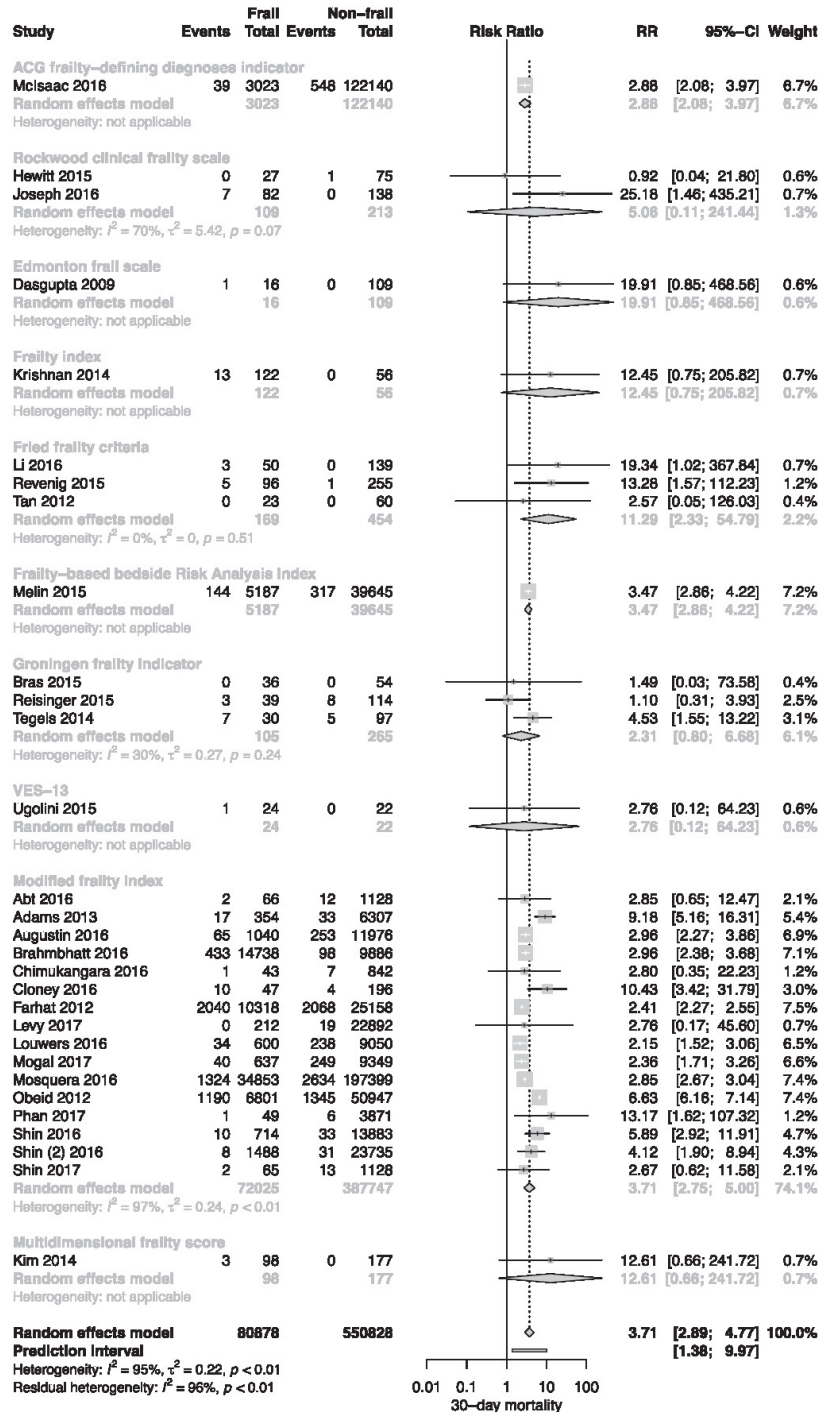 Frail Non-frail
Study Events Total Events Total Risk Ratio RR 95%-CI Weight
ACG frailty-defining diagnoses indicator
McIsaac 2016 39 3023 548 122140 2.88 [2.08; 3.97] 6.7%
Random effects model 3023 122140 2.88 [2.08; 3.97] 6.7%
Heterogeneity: not applicable
Rockwood clinical frailty scale
Hewitt 2015 0 27 1 75 0.92 [0.04; 21.80] 0.6%
Joseph 2016 7 82 0 138 25.18 [1.46; 435.21] 0.7%
Random effects model 109 213 5.06 [0.11; 241.44] 1.3%
Heterogeneity: I² = 70%, τ² = 5.42, p = 0.07
Edmonton frail scale
Dasgupta 2009 1 16 0 109 19.91 [0.85; 468.56] 0.6%
Random effects model 16 109 19.91 [0.85; 468.56] 0.6%
Heterogeneity: not applicable
Frailty index
Krishnan 2014 13 122 0 56 12.45 [0.75; 205.82] 0.7%
Random effects model 122 56 12.45 [0.75; 205.82] 0.7%
Heterogeneity: not applicable
Fried frailty criteria
Li 2016 3 50 0 139 19.34 [1.02; 367.84] 0.7%
Revenig 2015 5 96 1 255 13.28 [1.57; 112.23] 1.2%
Tan 2012 0 23 0 60 2.57 [0.05; 126.03] 0.4%
Random effects model 169 454 11.29 [2.33; 54.79] 2.2%
Heterogeneity: I² = 0%, τ² = 0, p = 0.51
Frailty-based bedside Risk Analysis Index
Melin 2015 144 5187 317 39645 3.47 [2.86; 4.22] 7.2%
Random effects model 5187 39645 3.47 [2.86; 4.22] 7.2%
Heterogeneity: not applicable
Groningen frailty indicator
Bras 2015 0 36 0 54 1.49 [0.03; 73.58] 0.4%
Reisinger 2015 3 39 8 114 1.10 [0.31; 3.93] 2.5%
Tegels 2014 7 30 5 97 4.53 [1.55; 13.22] 3.1%
Random effects model 105 265 2.31 [0.80; 6.68] 6.1%
Heterogeneity: I² = 30%, τ² = 0.27, p = 0.24
VES-13
Ugolini 2015 1 24 0 22 2.76 [0.12; 64.23] 0.6%
Random effects model 24 22 2.76 [0.12; 64.23] 0.6%
Heterogeneity: not applicable
Modified frailty index
Abt 2016 2 66 12 1128 2.85 [0.65; 12.47] 2.1%
Adams 2013 17 354 33 6307 9.18 [5.16; 16.31] 5.4%
Augustin 2016 65 1040 253 11976 2.96 [2.27; 3.86] 6.9%
Brahmbhatt 2016 433 14738 98 9886 2.96 [2.38; 3.68] 7.1%
Chimukangara 2016 1 43 7 842 2.80 [0.35; 22.23] 1.2%
Cloney 2016 10 47 4 196 10.43 [3.42; 31.79] 3.0%
Farhat 2012 2040 10318 2068 25158 2.41 [2.27; 2.55] 7.5%
Levy 2017 0 212 19 22892 2.76 [0.17; 45.60] 0.7%
Louwers 2016 34 600 238 9050 2.15 [1.52; 3.06] 6.5%
Mogal 2017 40 637 249 9349 2.36 [1.71; 3.26] 6.6%
Mosquera 2016 1324 34853 2634 197399 2.85 [2.67; 3.04] 7.4%
Obeid 2012 1190 6801 1345 50947 6.63 [6.16; 7.14] 7.4%
Phan 2017 1 49 6 3871 13.17 [1.62; 107.32] 1.2%
Shin 2016 10 714 33 13883 5.89 [2.92; 11.91] 4.7%
Shin (2) 2016 8 1488 31 23735 4.12 [1.90; 8.94] 4.3%
Shin 2017 2 65 13 1128 2.67 [0.62; 11.58] 2.1%
Random effects model 72025 387747 3.71 [2.75; 5.00] 74.1%
Heterogeneity: I² = 97%, τ² = 0.24, p < 0.01
Multidimensional frailty score
Kim 2014 3 98 0 177 12.61 [0.66; 241.72] 0.7%
Random effects model 98 177 12.61 [0.66; 241.72] 0.7%
Heterogeneity: not applicable
Random effects model 80878 550828 3.71 [2.89; 4.77] 100.0%
Prediction interval [1.38; 9.97]
Heterogeneity: I² = 95%, τ² = 0.22, p < 0.01
Residual heterogeneity: I² = 96%, p < 0.01
0.01 0.1 1 10 100
30-day mortality